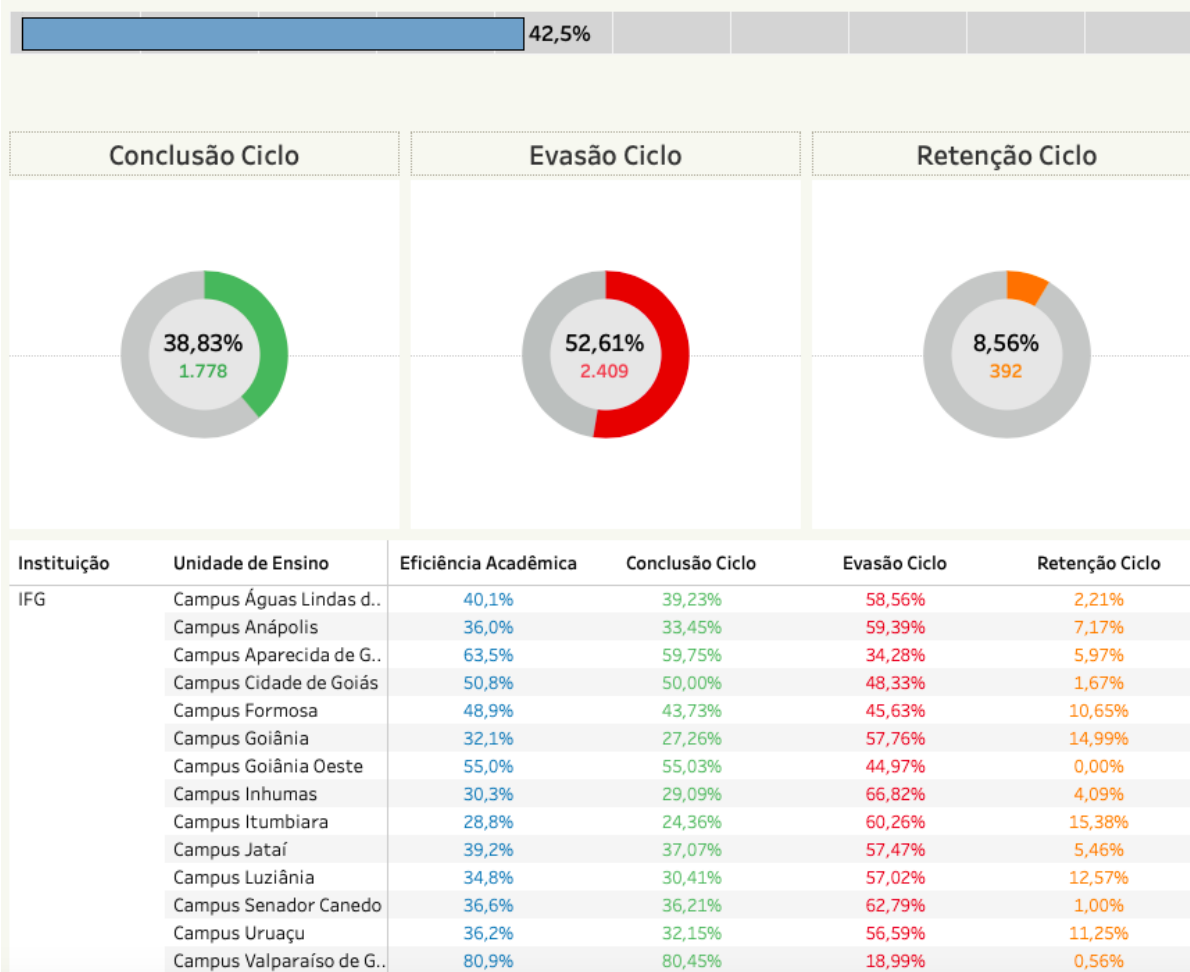 42,5%
Conclusão Ciclo Evasão Ciclo Retenção Ciclo
38,83% 52,61% 8,56%
1.778 2.409 392
Instituição Unidade de Ensino Eficiência Acadêmica Conclusão Ciclo Evasão Ciclo Retenção Ciclo
IFG Campus Águas Lindas d.. 40,1% 39,23% 58,56% 2,21%
Campus Anápolis 36,0% 33,45% 59,39% 7,17%
Campus Aparecida de G.. 63,5% 59,75% 34,28% 5,97%
Campus Cidade de Goiás 50,8% 50,00% 48,33% 1,67%
Campus Formosa 48,9% 43,73% 45,63% 10,65%
Campus Goiânia 32,1% 27,26% 57,76% 14,99%
Campus Goiânia Oeste 55,0% 55,03% 44,97% 0,00%
Campus Inhumas 30,3% 29,09% 66,82% 4,09%
Campus Itumbiara 28,8% 24,36% 60,26% 15,38%
Campus Jataí 39,2% 37,07% 57,47% 5,46%
Campus Luziânia 34,8% 30,41% 57,02% 12,57%
Campus Senador Canedo 36,6% 36,21% 62,79% 1,00%
Campus Uruaçu 36,2% 32,15% 56,59% 11,25%
Campus Valparaíso de G.. 80,9% 80,45% 18,99% 0,56%